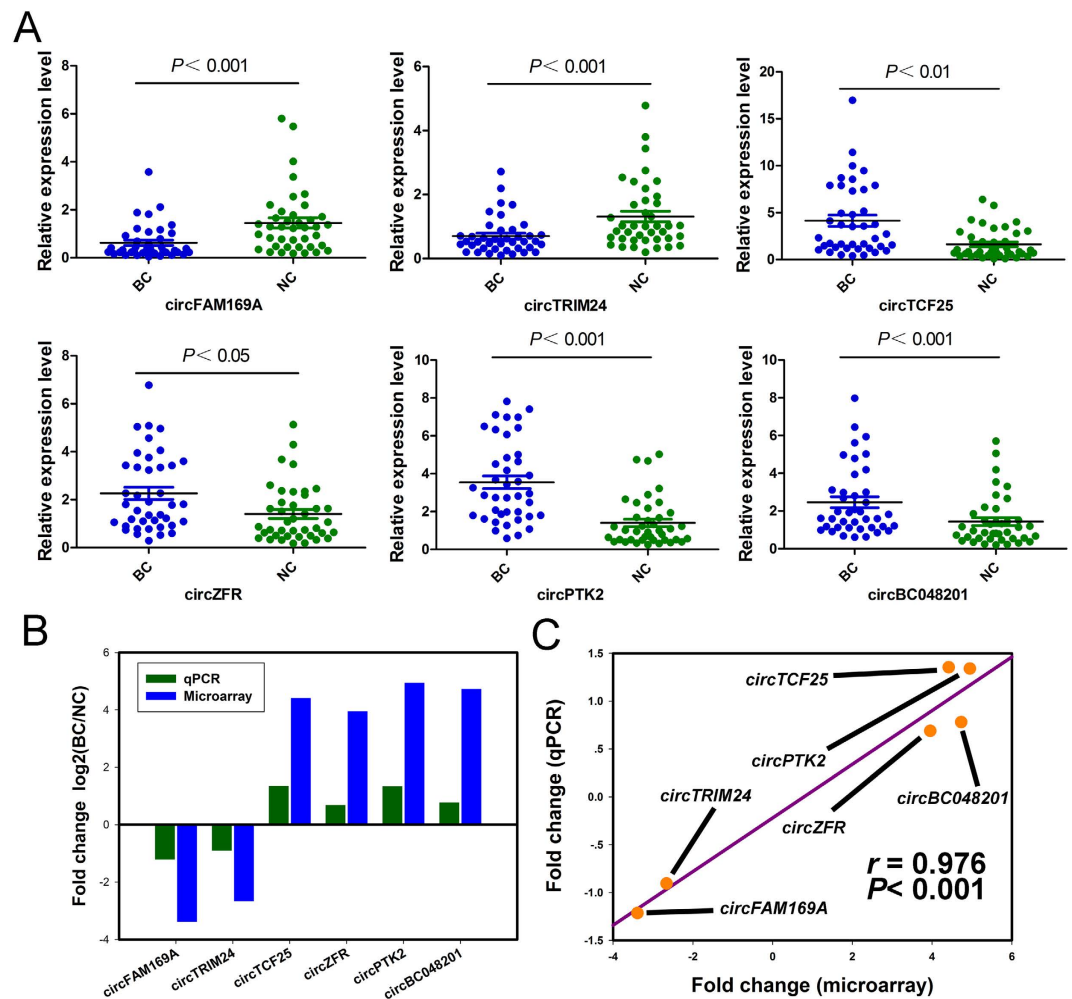 A
P< 0.001
Relative expression level
8
6
4
2
0
BC
NC
circFAM169A
P< 0.001
Relative expression level
6
4
2
0
BC
NC
circTRIM24
P< 0.01
Relative expression level
20
15
10
5
0
BC
NC
circTCF25
P< 0.05
Relative expression level
8
6
4
2
0
BC
NC
circZFR
P< 0.001
Relative expression level
10
8
6
4
2
0
BC
NC
circPTK2
P< 0.001
Relative expression level
10
8
6
4
2
0
BC
NC
circBC048201
B
Fold change log2(BC/NC)
6
4
2
0
-2
-4
qPCR
Microarray
circFAM169A
circTRIM24
circTCF25
circZFR
circPTK2
circBC048201
C
Fold change (qPCR)
1.5
1.0
.5
0.0
-.5
-1.0
-1.5
circTCF25
circPTK2
circTRIM24
circBC048201
circZFR
r = 0.976
P< 0.001
circFAM169A
-4
-2
0
2
4
6
Fold change (microarray)